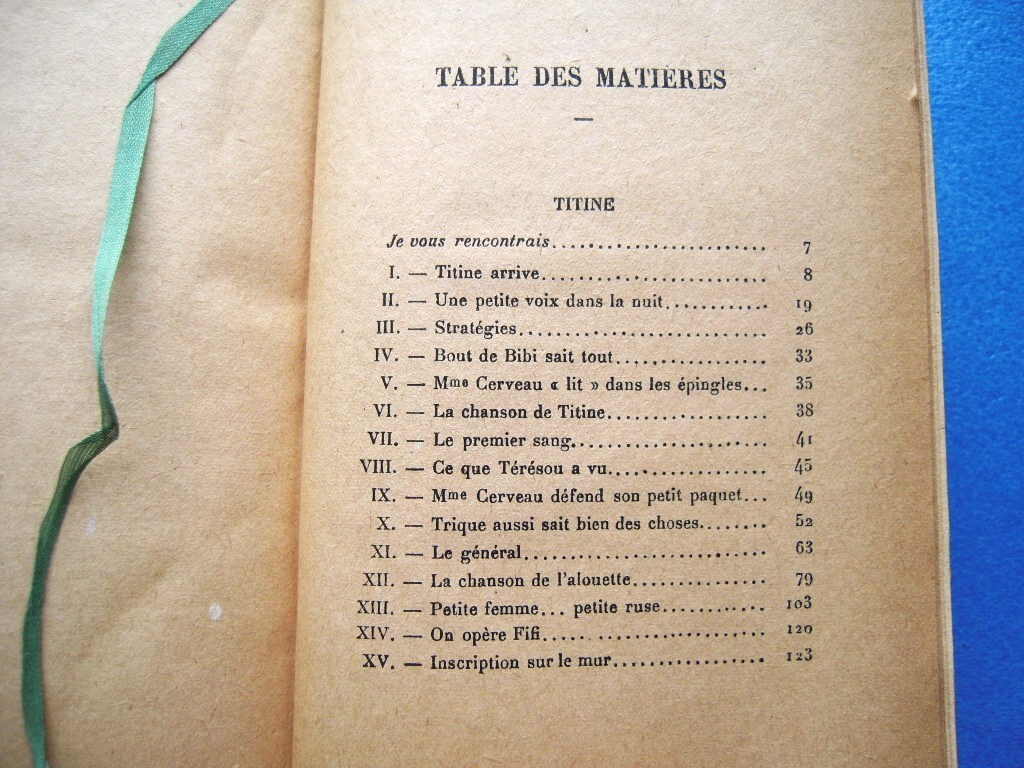 TABLE DES MATIÈRES
—
TITINE
Je vous rencontrais......................... 7
I. — Titine arrive......................... 8
II. — Une petite voix dans la nuit............ 19
III. — Stratégies............................ 26
IV. — Bout de Bibi sait tout................. 33
V. — Mme Cerveau « lit » dans les épingles... 35
VI. — La chanson de Titine.................. 38
VII. — Le premier sang...................... 41
VIII. — Ce que Térésou a vu.................. 45
IX. — Mme Cerveau défend son petit paquet... 49
X. — Trique aussi sait bien des choses........ 52
XI. — Le général............................ 63
XII. — La chanson de l'alouette............... 79
XIII. — Petite femme... petite ruse........... 103
XIV. — On opère Fifi........................ 120
XV. — Inscription sur le mur................. 123